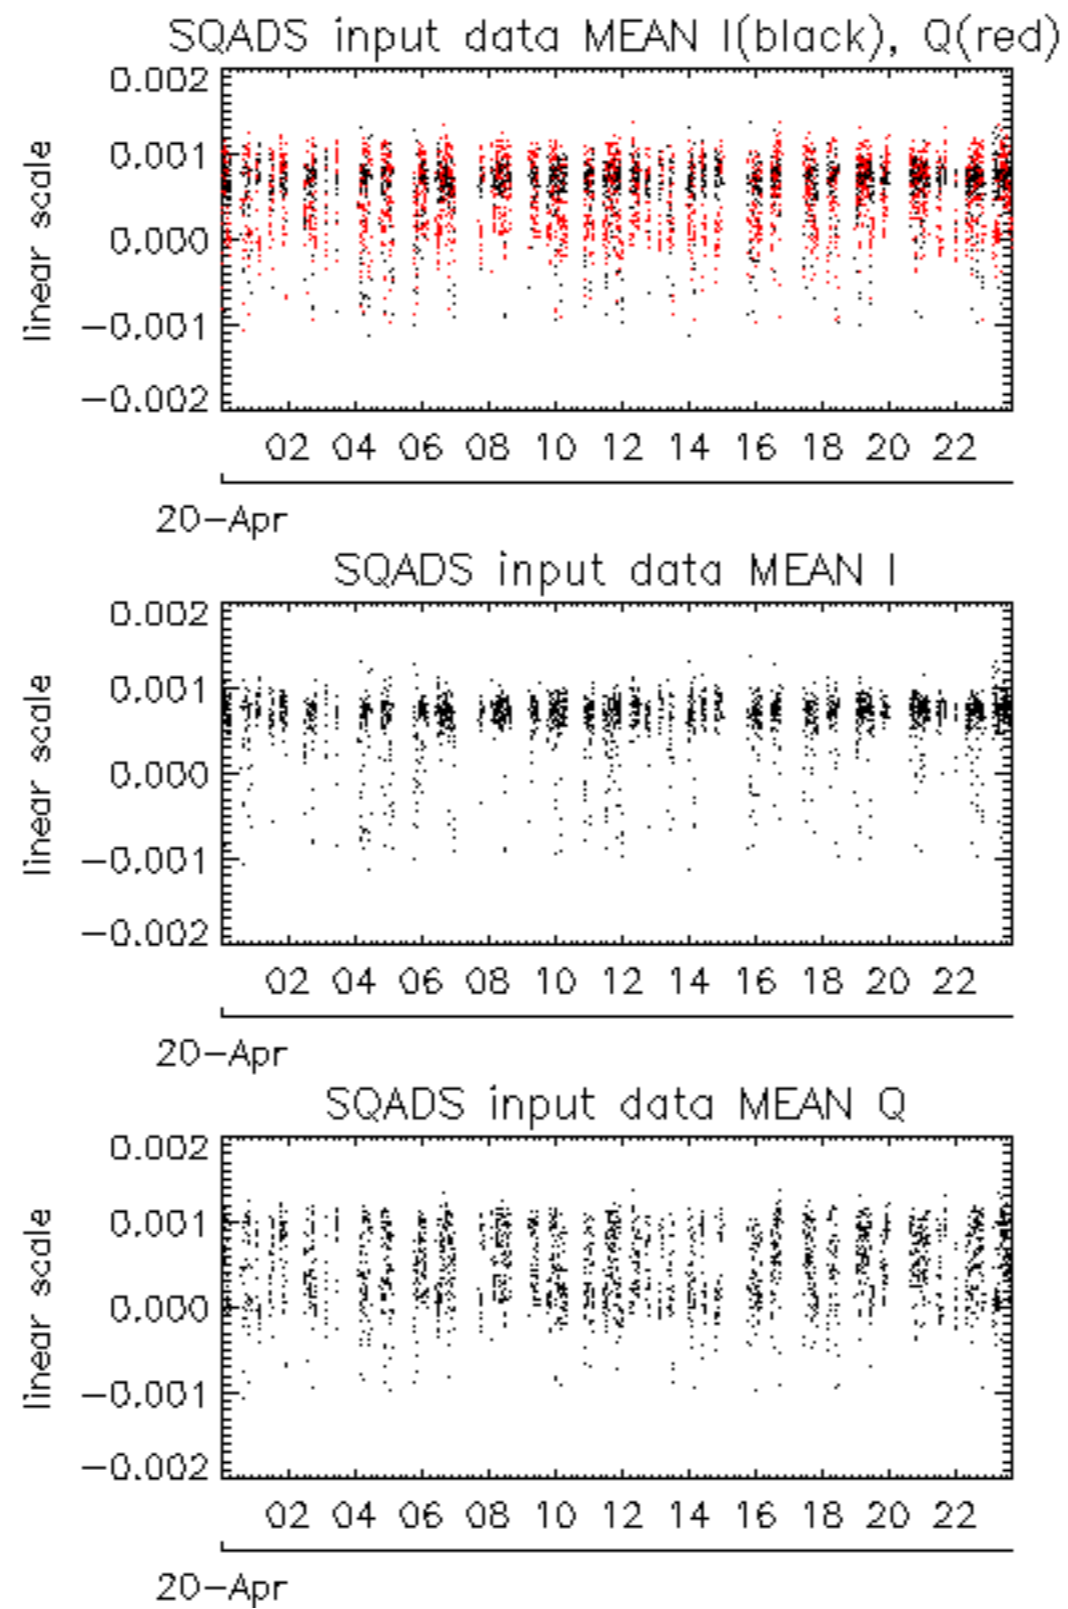 SQADS input data MEAN I(black), Q(red)
0.002
0.001
0.000
−0.001
−0.002
linear scale
02 04 06 08 10 12 14 16 18 20 22
20−Apr
SQADS input data MEAN I
0.002
0.001
0.000
−0.001
−0.002
linear scale
02 04 06 08 10 12 14 16 18 20 22
20−Apr
SQADS input data MEAN Q
0.002
0.001
0.000
−0.001
−0.002
linear scale
02 04 06 08 10 12 14 16 18 20 22
20−Apr